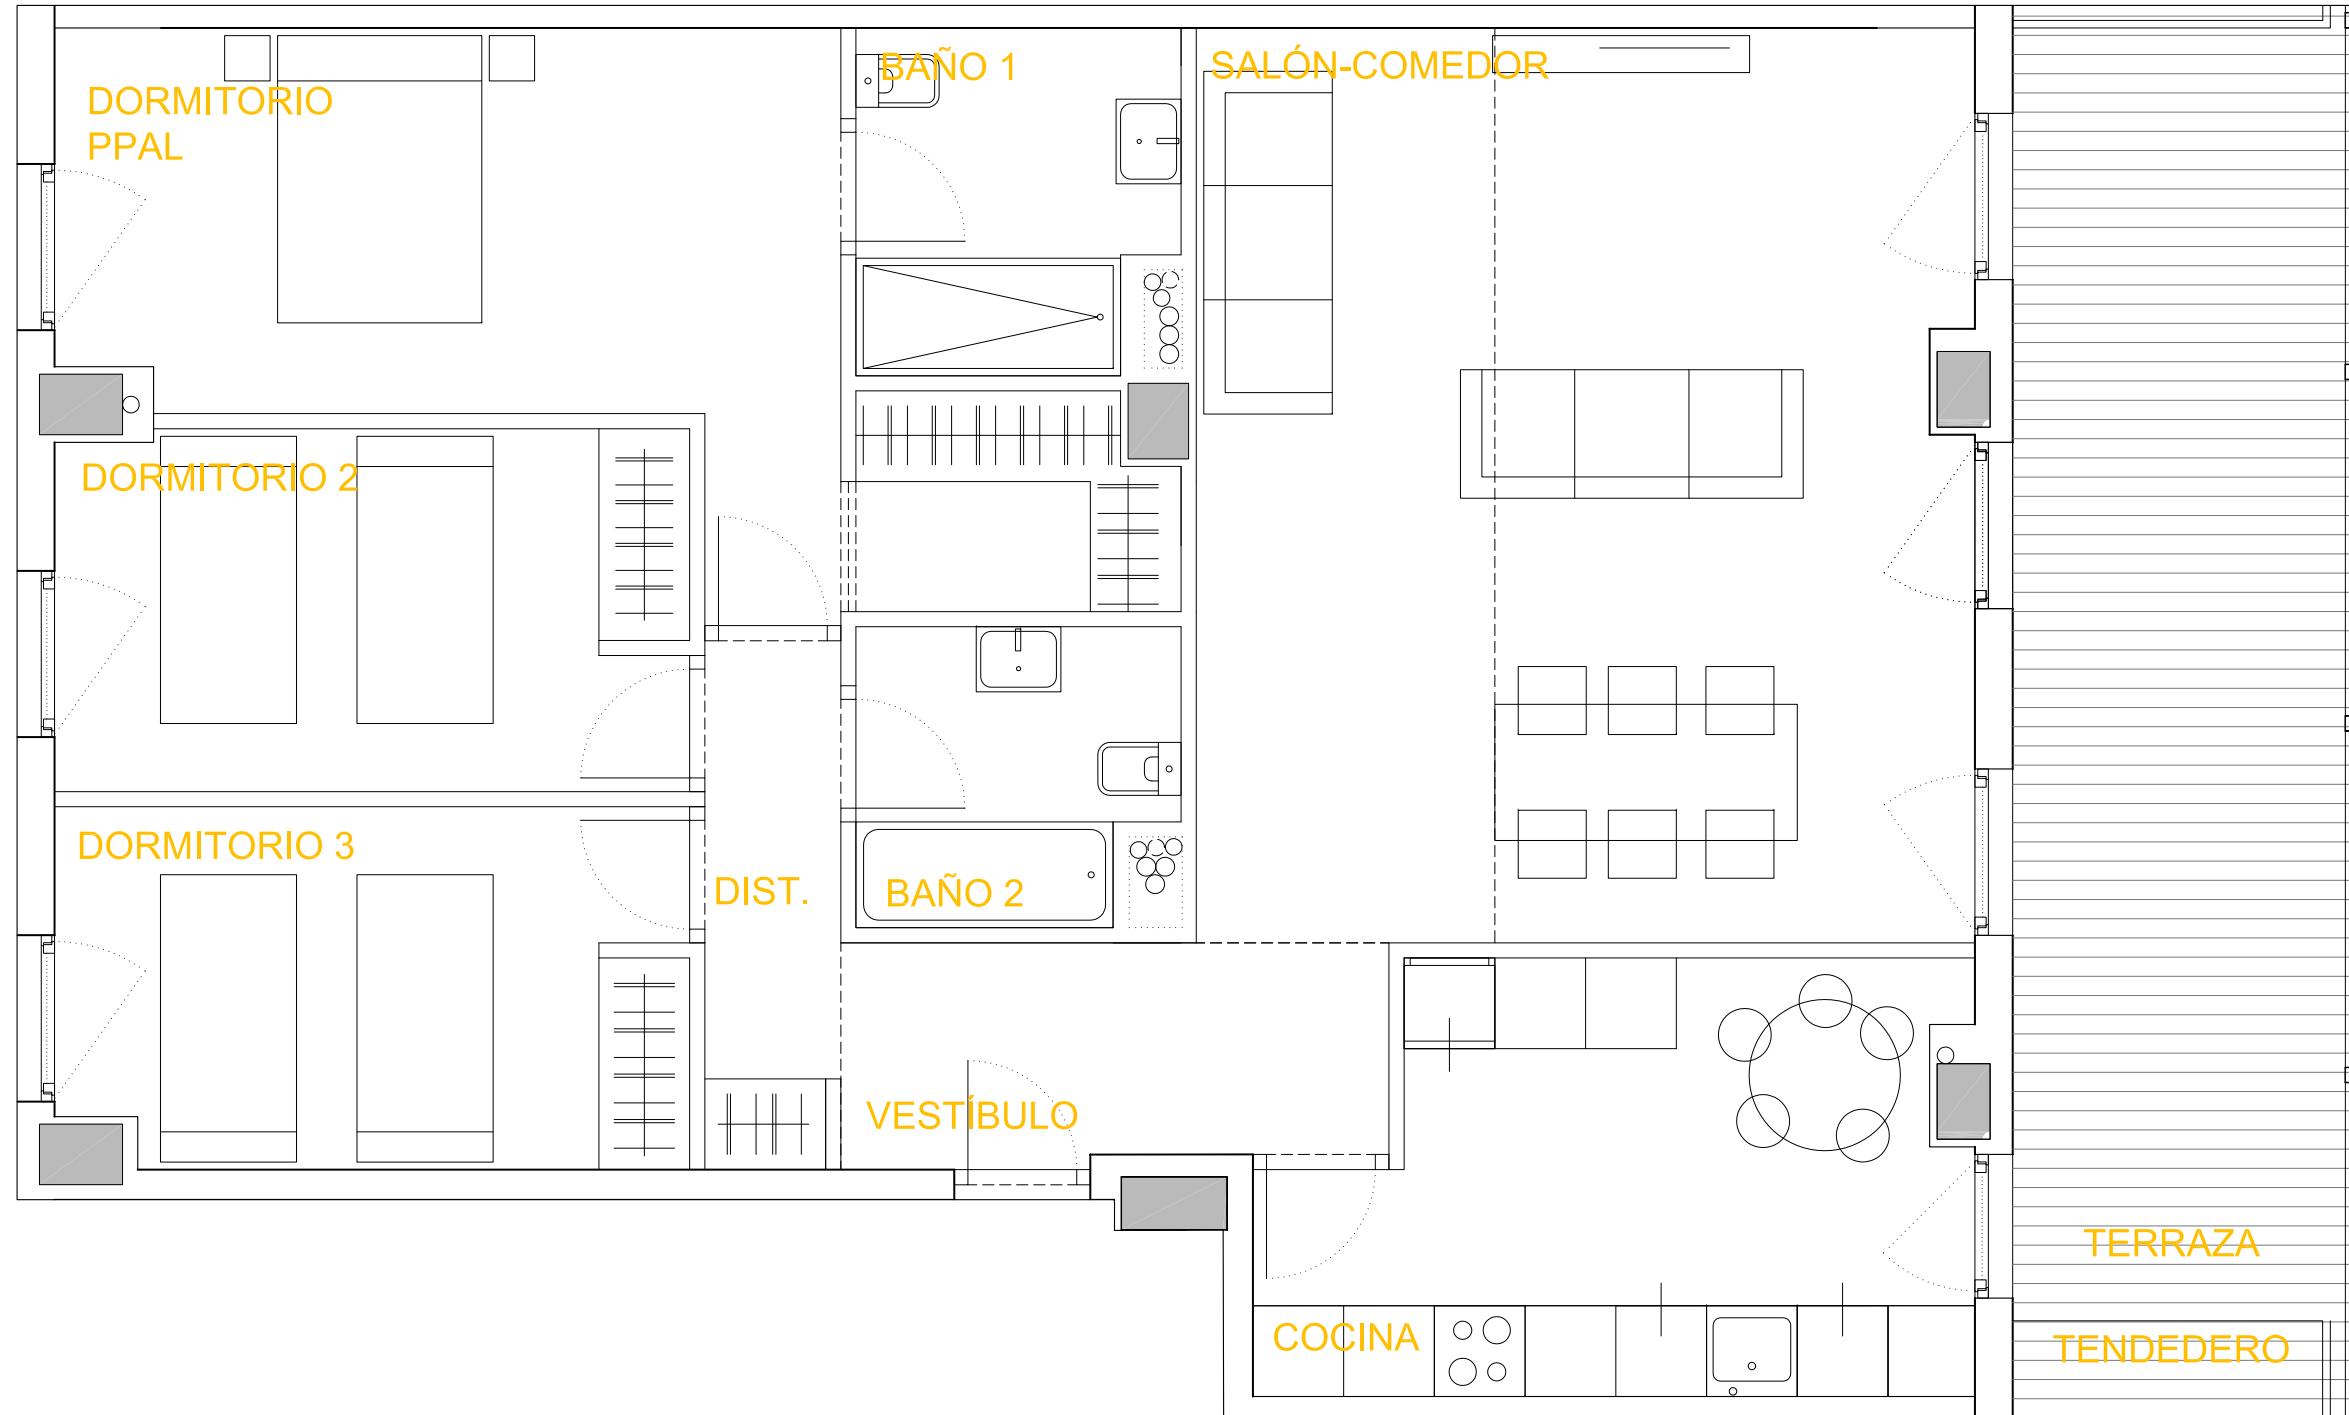 BAÑO 1
SALÓN-COMEDOR
DORMITORIO
PPAL
DORMITORIO 2
DORMITORIO 3
DIST.
BAÑO 2
VESTÍBULO
TERRAZA
COCINA
TENDEDERO